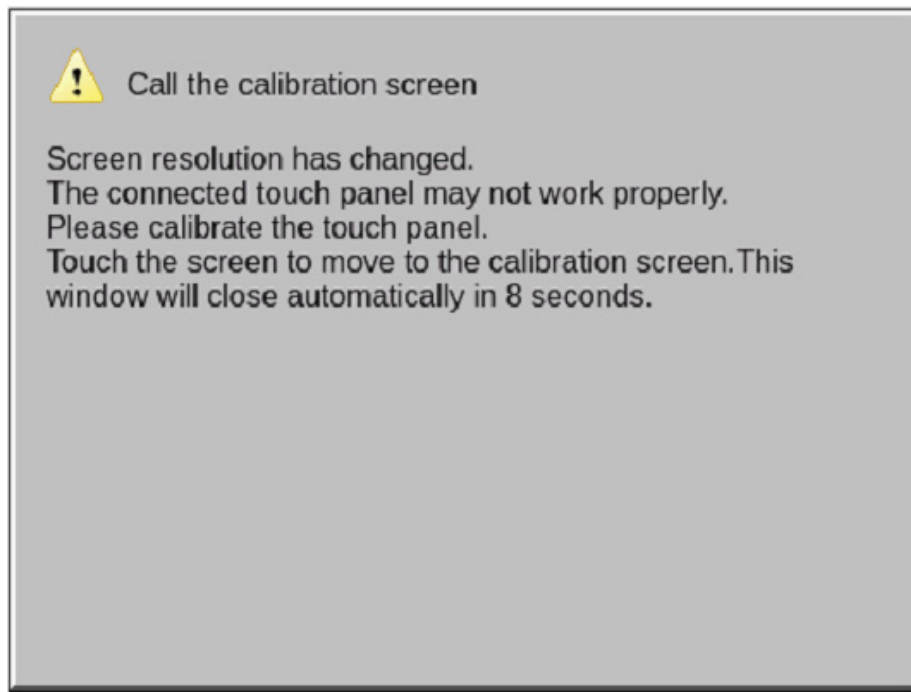 Call the calibration screen
Screen resolution has changed.
The connected touch panel may not work properly.
Please calibrate the touch panel.
Touch the screen to move to the calibration screen.This
window will close automatically in 8 seconds.